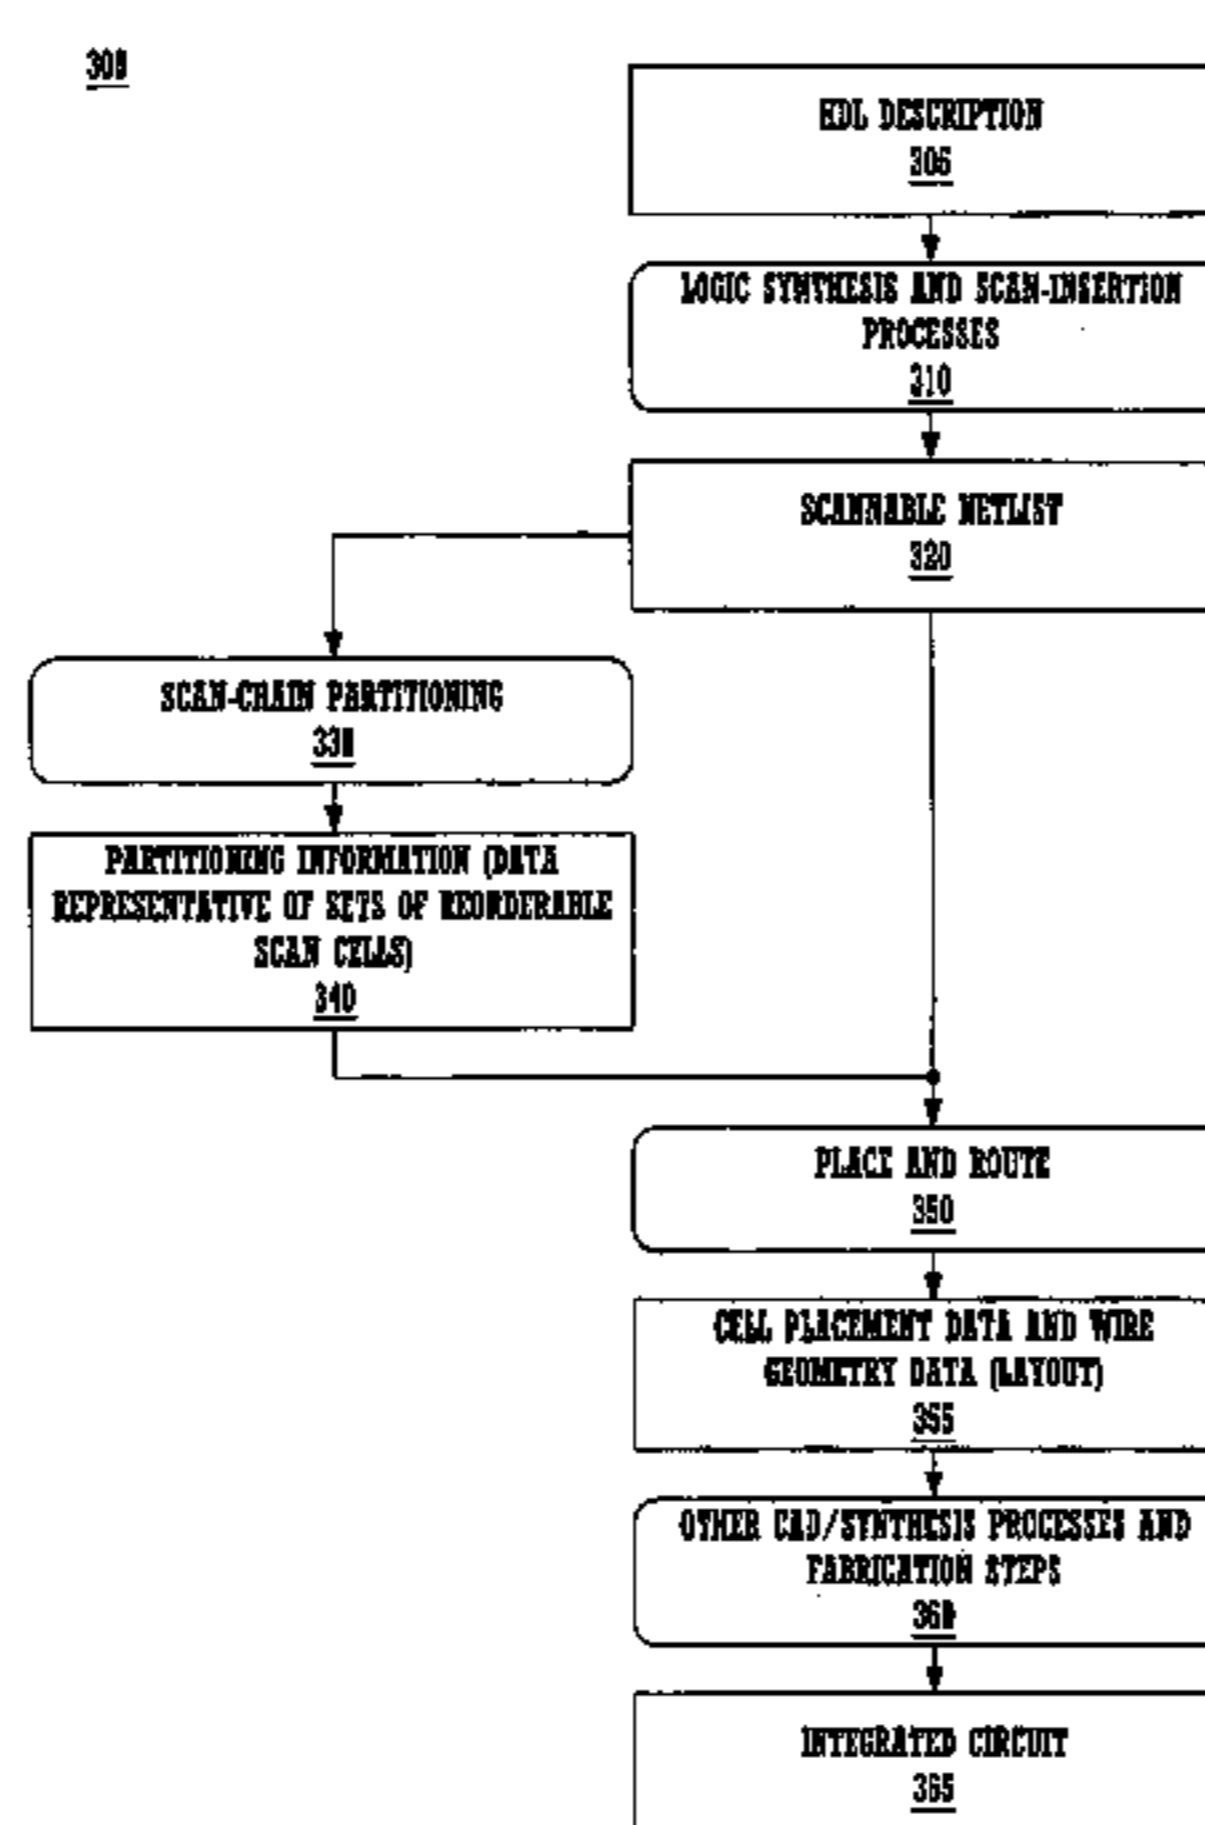 300
HDL DESCRIPTION
305
LOGIC SYNTHESIS AND SCAN-INSERTION
PROCESSES
310
SCANNABLE NETLIST
320
SCAN-CHAIN PARTITIONING
330
PARTITIONING INFORMATION (DATA
REPRESENTATIVE OF SETS OF REORDERABLE
SCAN CELLS)
340
PLACE AND ROUTE
350
CELL PLACEMENT DATA AND WIRE
GEOMETRY DATA (LAYOUT)
355
OTHER CAD/SYNTHESIS PROCESSES AND
FABRICATION STEPS
360
INTEGRATED CIRCUIT
365